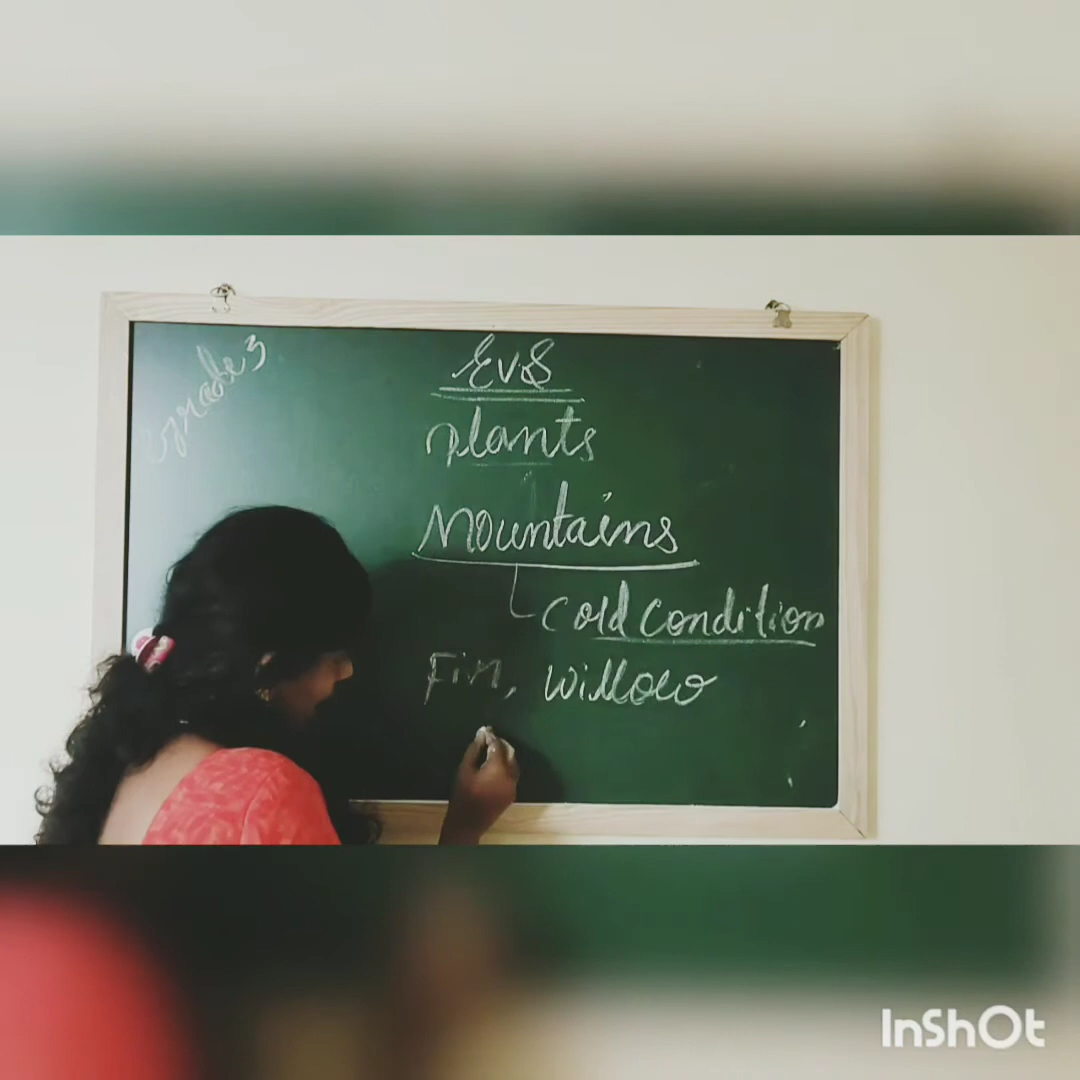 Grade 3
EVS
Plants
Mountains
Cold condition
Fir, Willow
InShOt